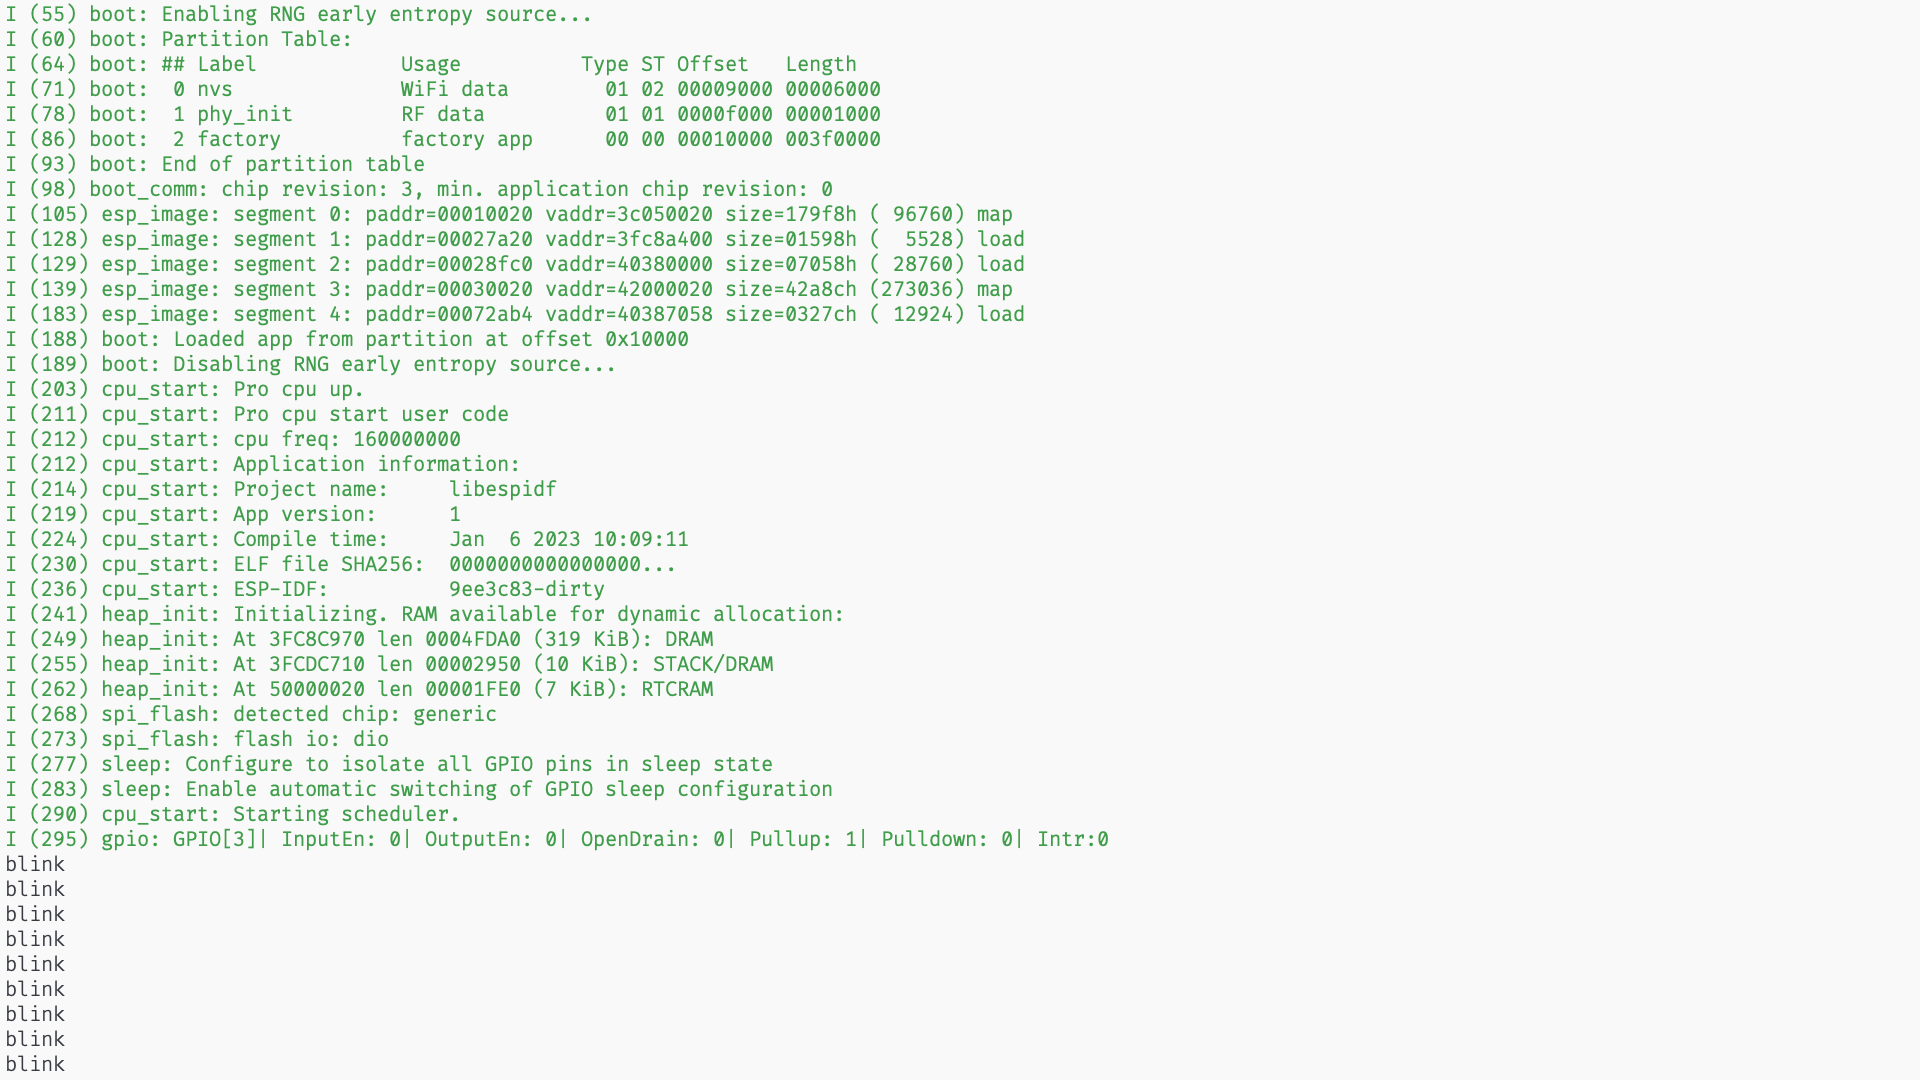 I (55) boot: Enabling RNG early entropy source...
I (60) boot: Partition Table:
I (64) boot: ## Label            Usage          Type ST Offset   Length
I (71) boot:  0 nvs              WiFi data        01 02 00009000 00006000
I (78) boot:  1 phy_init         RF data          01 01 0000f000 00001000
I (86) boot:  2 factory          factory app      00 00 00010000 003f0000
I (93) boot: End of partition table
I (98) boot_comm: chip revision: 3, min. application chip revision: 0
I (105) esp_image: segment 0: paddr=00010020 vaddr=3c050020 size=179f8h ( 96760) map
I (128) esp_image: segment 1: paddr=00027a20 vaddr=3fc8a400 size=01598h (  5528) load
I (129) esp_image: segment 2: paddr=00028fc0 vaddr=40380000 size=07058h ( 28760) load
I (139) esp_image: segment 3: paddr=00030020 vaddr=42000020 size=42a8ch (273036) map
I (183) esp_image: segment 4: paddr=00072ab4 vaddr=40387058 size=0327ch ( 12924) load
I (188) boot: Loaded app from partition at offset 0x10000
I (189) boot: Disabling RNG early entropy source...
I (203) cpu_start: Pro cpu up.
I (211) cpu_start: Pro cpu start user code
I (212) cpu_start: cpu freq: 160000000
I (212) cpu_start: Application information:
I (214) cpu_start: Project name:     libespidf
I (219) cpu_start: App version:      1
I (224) cpu_start: Compile time:     Jan  6 2023 10:09:11
I (230) cpu_start: ELF file SHA256:  0000000000000000...
I (236) cpu_start: ESP-IDF:          9ee3c83-dirty
I (241) heap_init: Initializing. RAM available for dynamic allocation:
I (249) heap_init: At 3FC8C970 len 0004FDA0 (319 KiB): DRAM
I (255) heap_init: At 3FCDC710 len 00002950 (10 KiB): STACK/DRAM
I (262) heap_init: At 50000020 len 00001FE0 (7 KiB): RTCRAM
I (268) spi_flash: detected chip: generic
I (273) spi_flash: flash io: dio
I (277) sleep: Configure to isolate all GPIO pins in sleep state
I (283) sleep: Enable automatic switching of GPIO sleep configuration
I (290) cpu_start: Starting scheduler.
I (295) gpio: GPIO[3]| InputEn: 0| OutputEn: 0| OpenDrain: 0| Pullup: 1| Pulldown: 0| Intr:0
blink
blink
blink
blink
blink
blink
blink
blink
blink